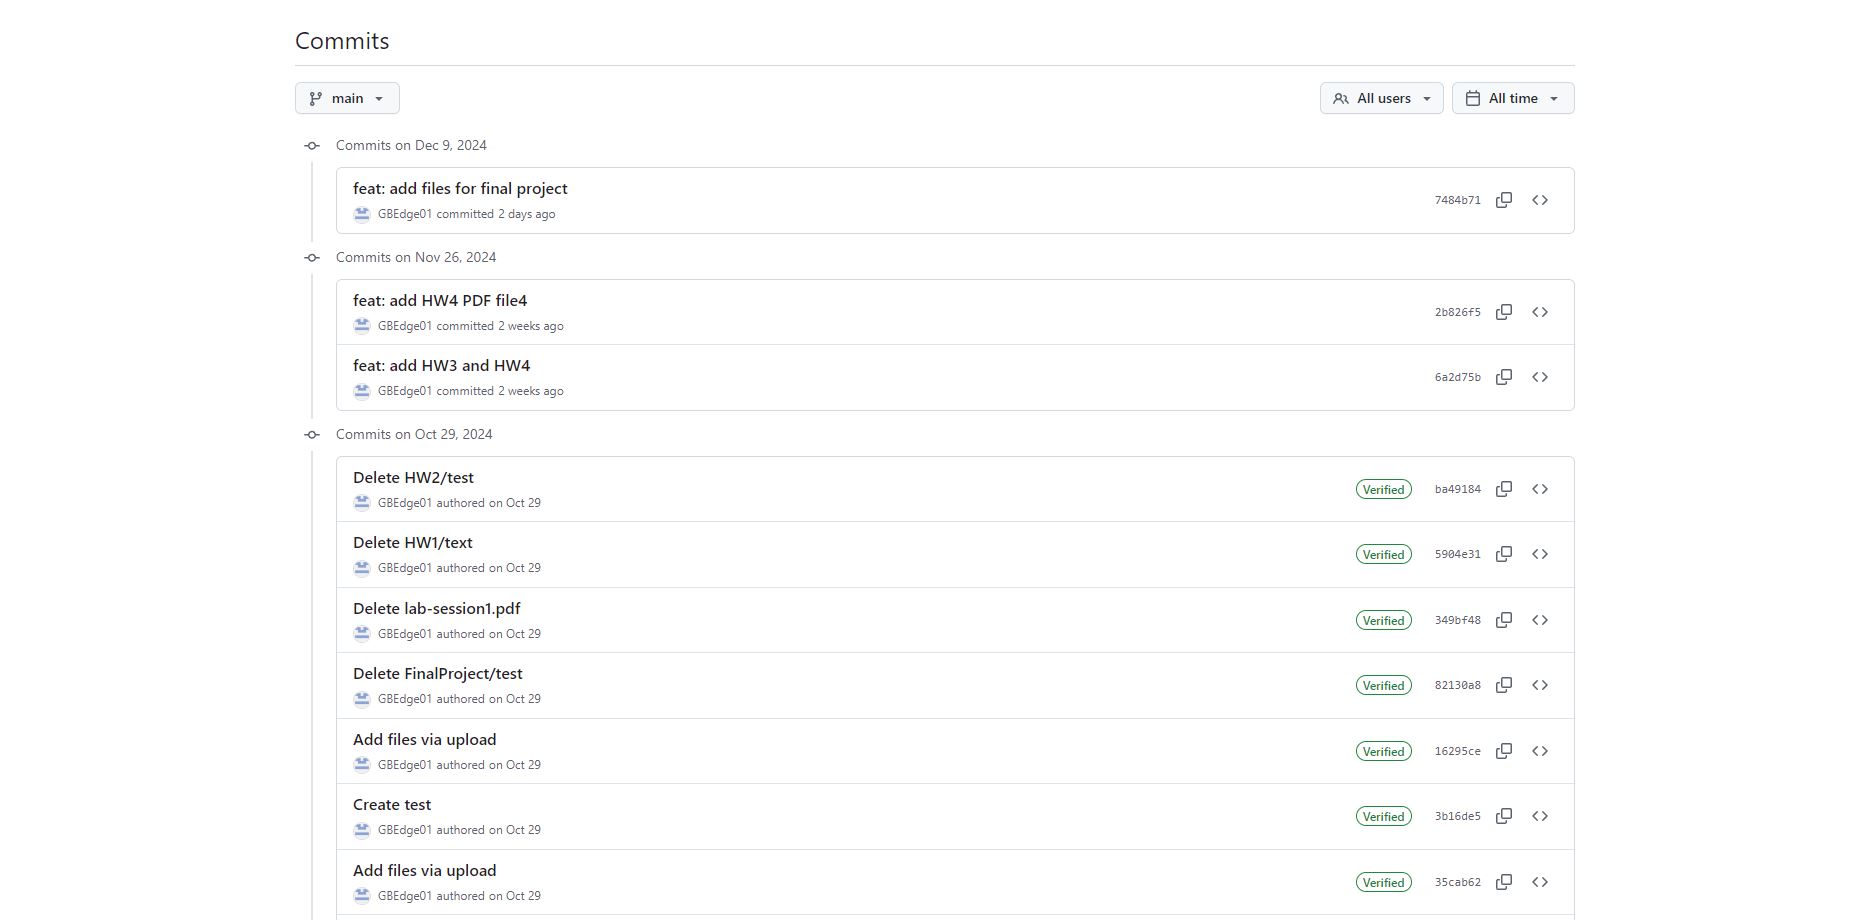 Commits
main
All users
All time
Commits on Dec 9, 2024
feat: add files for final project
7484b71
GBEdge01 committed 2 days ago
Commits on Nov 26, 2024
feat: add HW4 PDF file4
2b826f5
GBEdge01 committed 2 weeks ago
feat: add HW3 and HW4
6a2d75b
GBEdge01 committed 2 weeks ago
Commits on Oct 29, 2024
Delete HW2/test
Verified ba49184
GBEdge01 authored on Oct 29
Delete HW1/text
Verified 5904e31
GBEdge01 authored on Oct 29
Delete lab-session1.pdf
Verified 349bf48
GBEdge01 authored on Oct 29
Delete FinalProject/test
Verified 82130a8
GBEdge01 authored on Oct 29
Add files via upload
Verified 16295ce
GBEdge01 authored on Oct 29
Create test
Verified 3b16de5
GBEdge01 authored on Oct 29
Add files via upload
Verified 35cab62
GBEdge01 authored on Oct 29